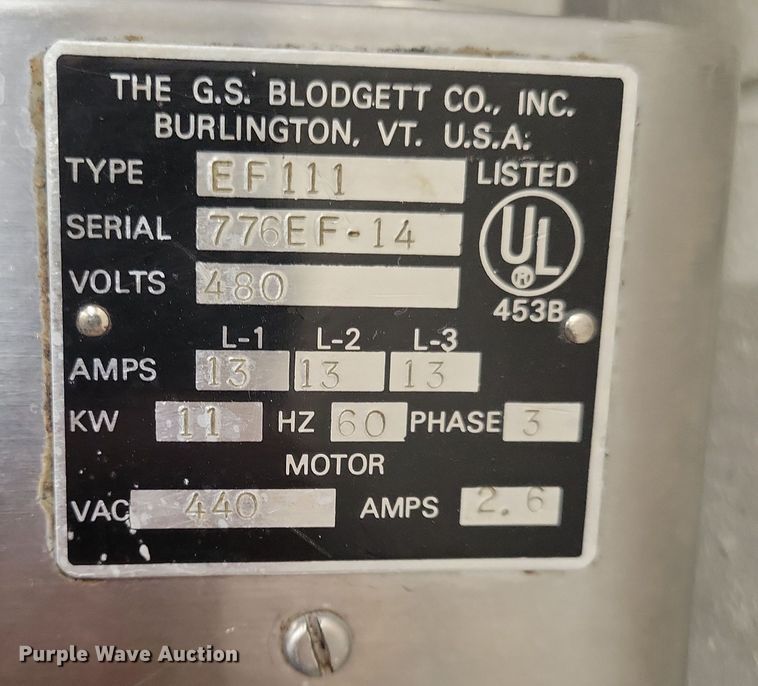 THE G.S. BLODGETT CO., INC.
BURLINGTON, VT. U.S.A.
TYPE EF111 LISTED
SERIAL 776EF-14 UL ®
VOLTS 480 453B
L-1 L-2 L-3
AMPS 13 13 13
KW 11 HZ 60 PHASE 3
MOTOR
VAC 440 AMPS 2.6
Purple Wave Auction